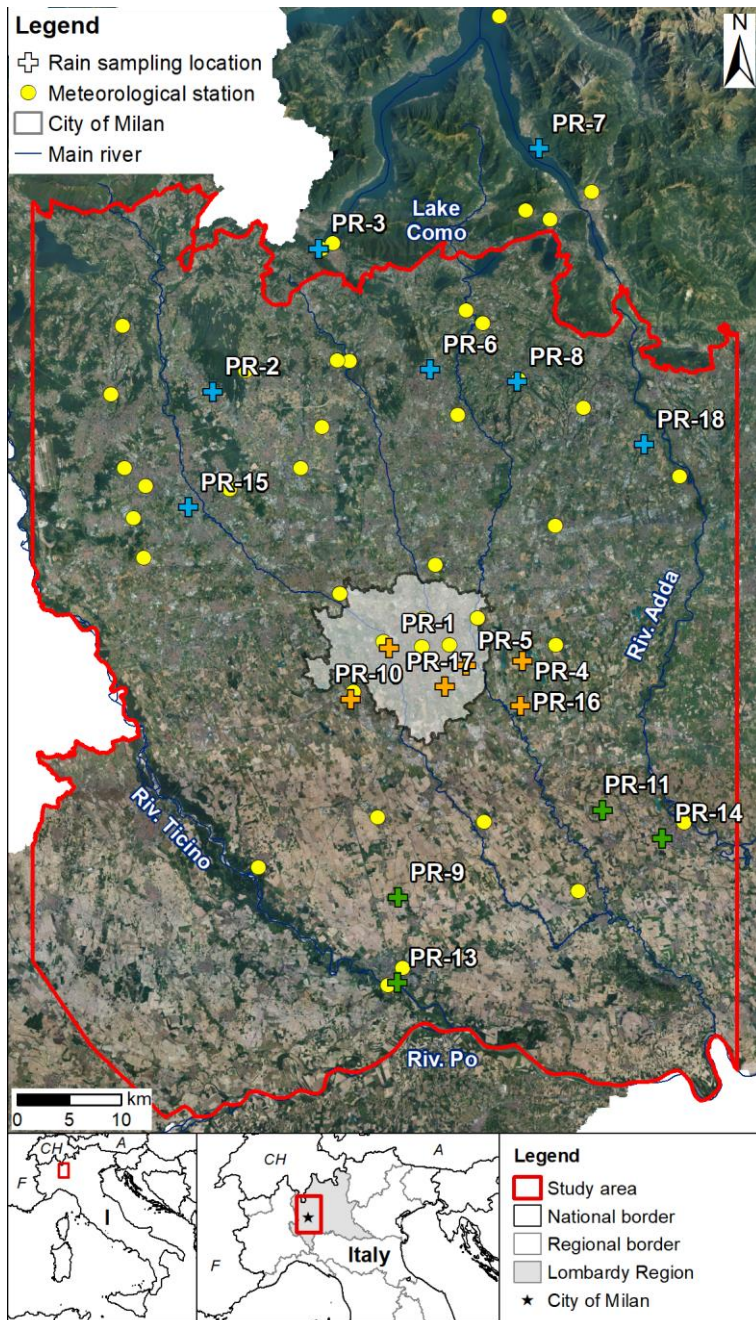 Legend
Rain sampling location
Meteorological station
City of Milan
Main river
N
PR-7
PR-3
Lake
Como
PR-6
PR-2
PR-8
PR-18
PR-15
Riv. Adda
PR-1
PR-5
PR-17
PR-4
PR-10
PR-16
PR-11
PR-14
Riv. Ticino
PR-9
PR-13
Riv. Po
km
0 5 10
CH
A
F
I
CH
A
F
Italy
Legend
Study area
National border
Regional border
Lombardy Region
City of Milan